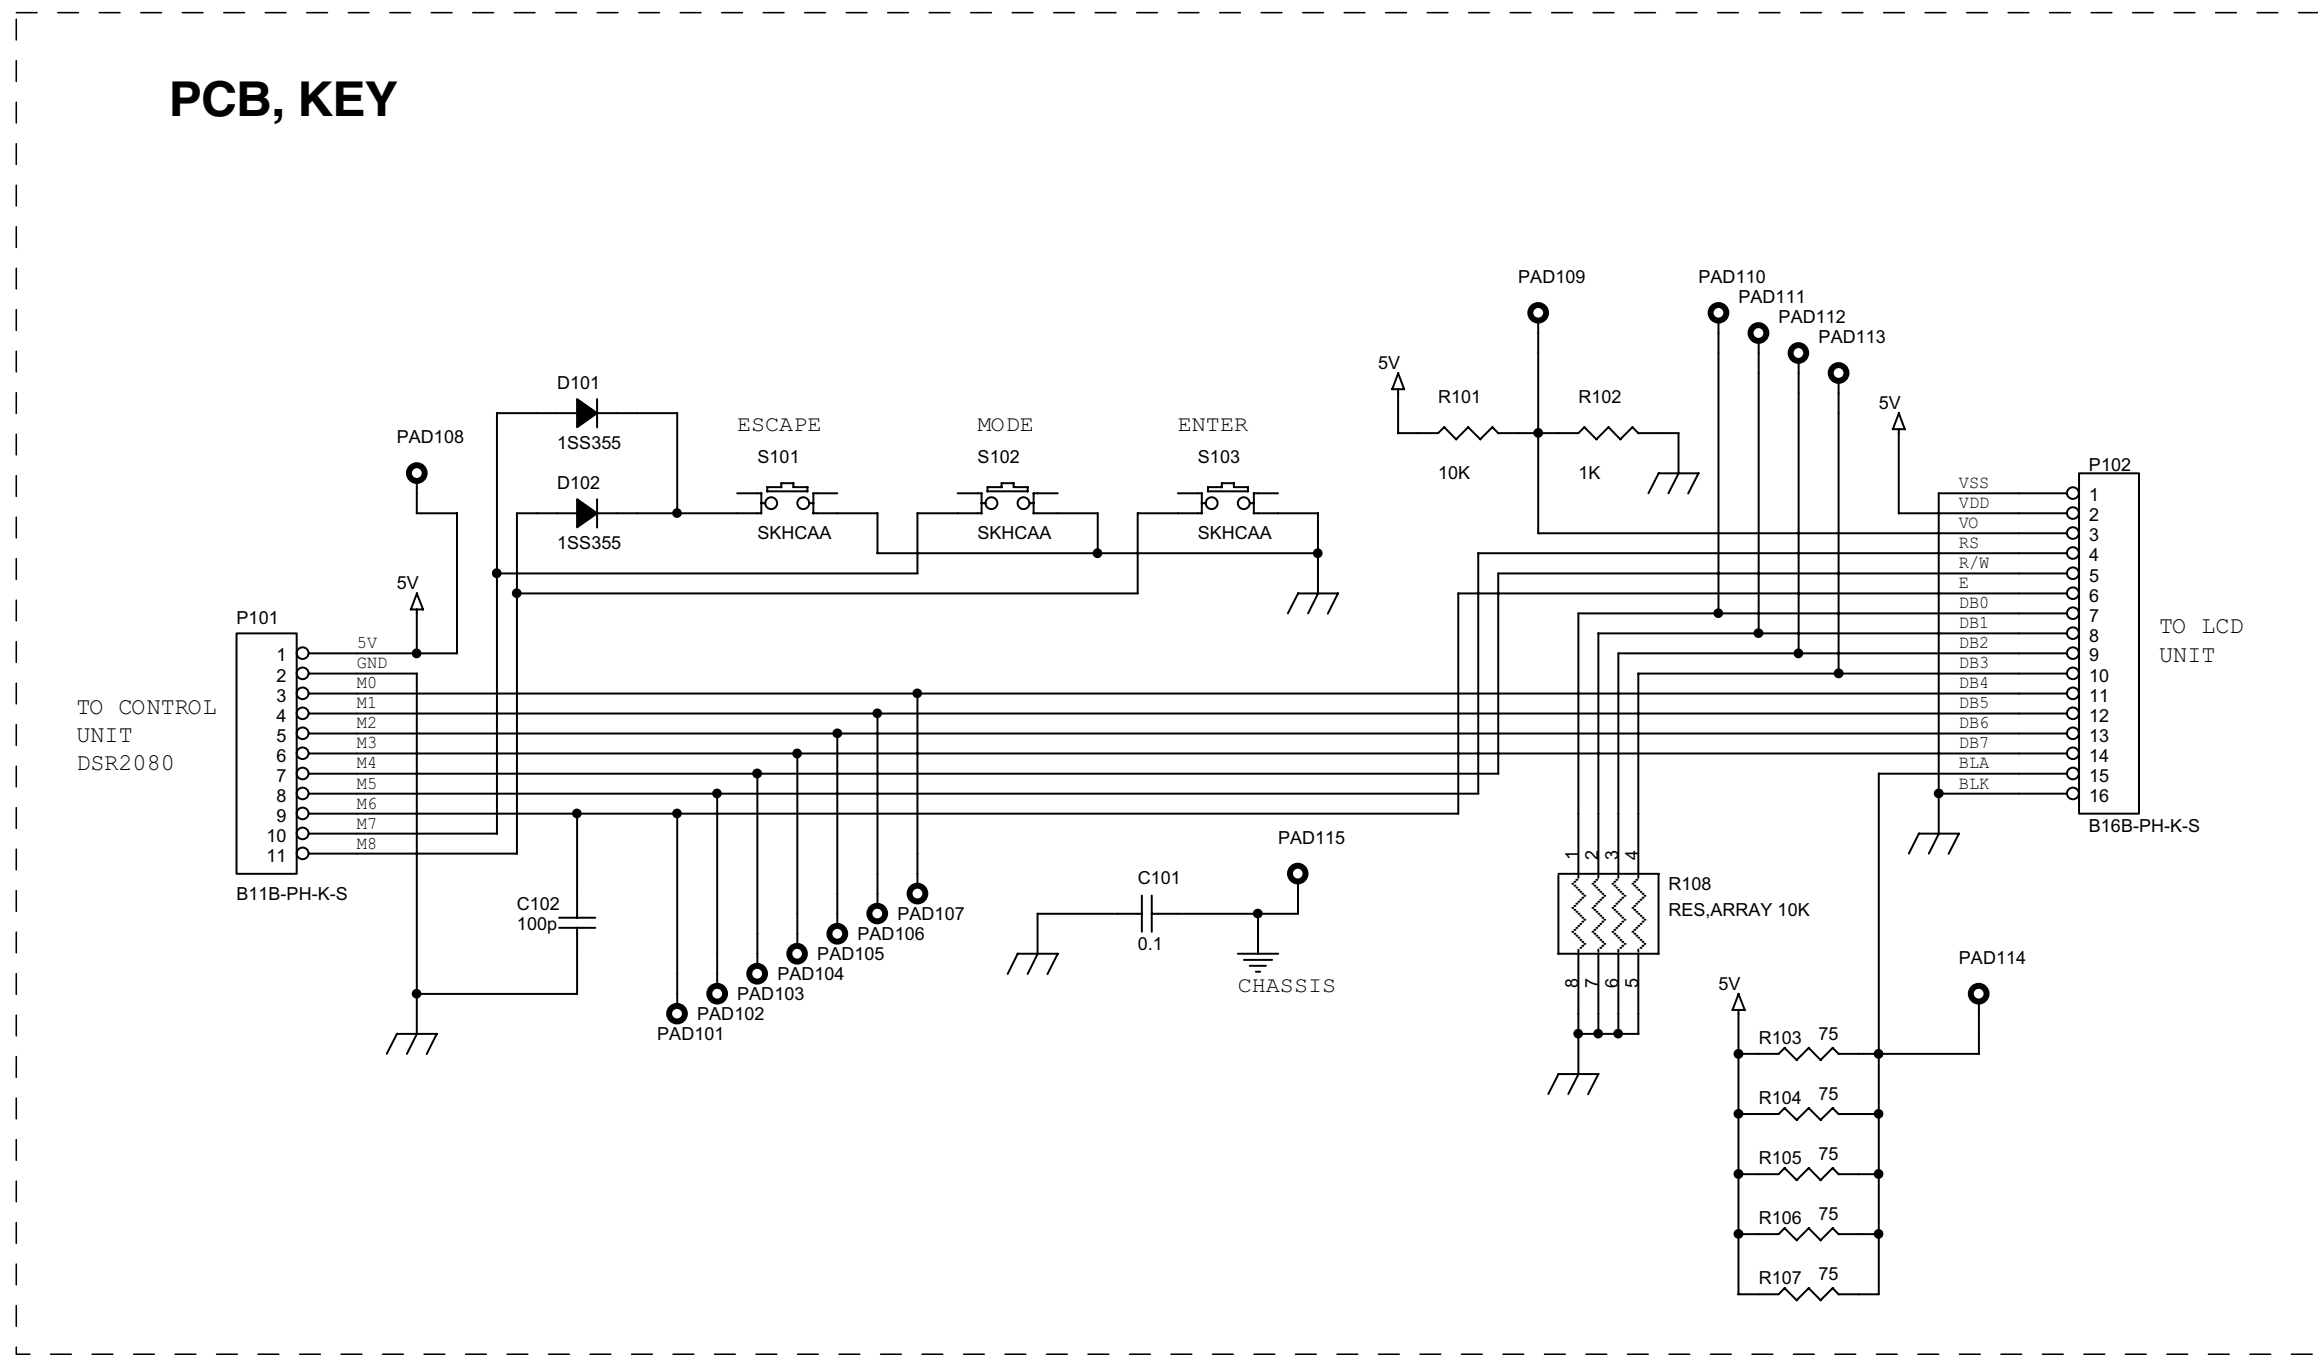 PCB, KEY
PAD109
PAD110
PAD111
PAD112
PAD113
5V
R101
R102
10K
1K
5V
D101
1SS355
D102
1SS355
PAD108
ESCAPE
S101
SKHCAA
MODE
S102
SKHCAA
ENTER
S103
SKHCAA
5V
P101
TO CONTROL
UNIT
DSR2080
1 5V
2 GND
3 M0
4 M1
5 M2
6 M3
7 M4
8 M5
9 M6
10 M7
11 M8
B11B-PH-K-S
P102
VSS 1
VDD 2
VO 3
RS 4
R/W 5
E 6
DB0 7
DB1 8
DB2 9
DB3 10
DB4 11
DB5 12
DB6 13
DB7 14
BLA 15
BLK 16
B16B-PH-K-S
TO LCD
UNIT
C102
100p
PAD107
PAD106
PAD105
PAD104
PAD103
PAD102
PAD101
C101
0.1
PAD115
CHASSIS
1 2 3 4
R108
RES,ARRAY 10K
8 7 6 5
PAD114
5V
R103 75
R104 75
R105 75
R106 75
R107 75